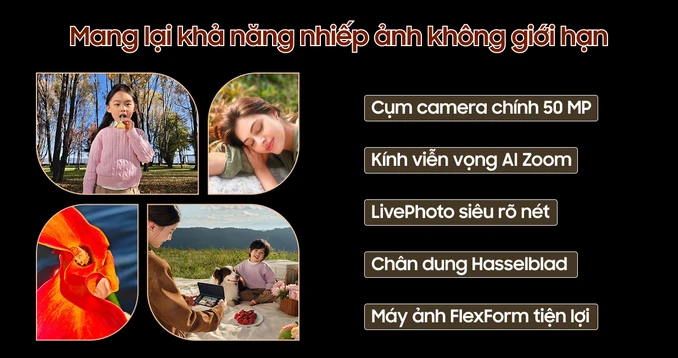 Mang lại khả năng nhiếp ảnh không giới hạn
Cụm camera chính 50 MP
Kính viễn vọng AI Zoom
LivePhoto siêu rõ nét
Chân dung Hasselblad
Máy ảnh FlexForm tiện lợi